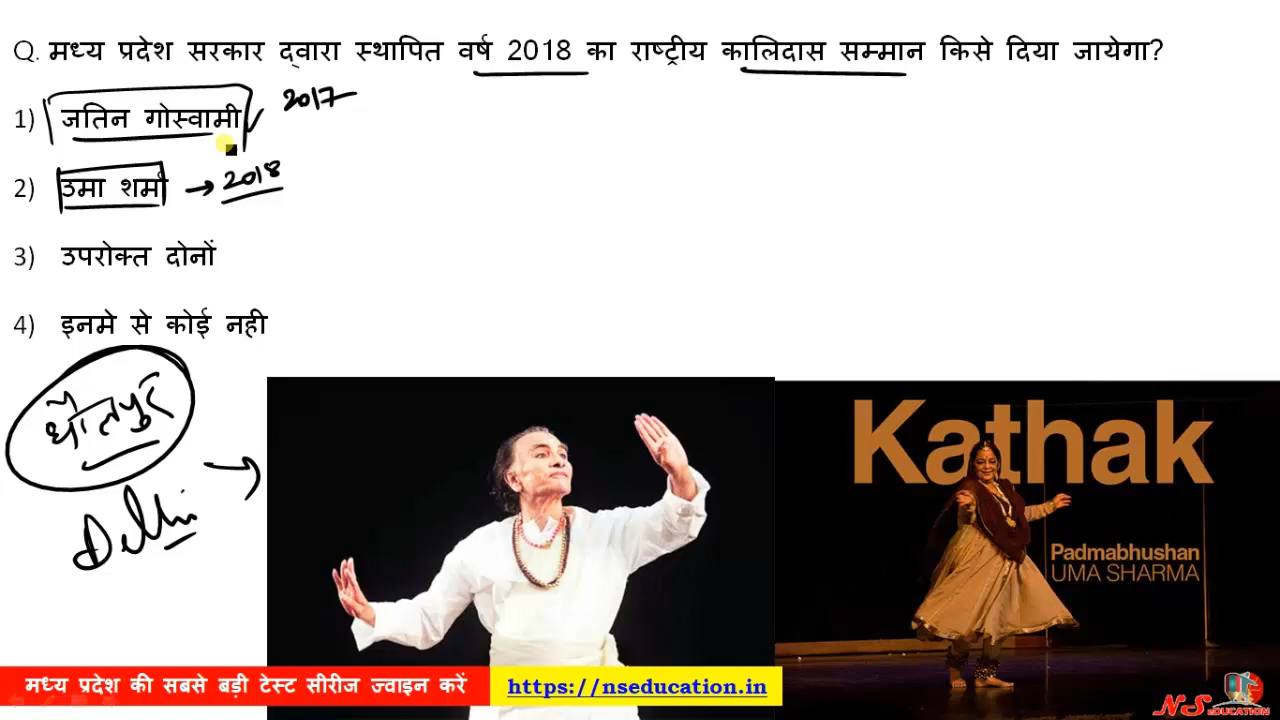 Q. मध्य प्रदेश सरकार द्वारा स्थापित वर्ष 2018 का राष्ट्रीय कालिदास सम्मान किसे दिया जायेगा?
1) जतिन गोस्वामी 2017
2) उमा शर्मा → 2018
3) उपरोक्त दोनों
4) इनमे से कोई नही
धौलपुर
Delhi
Kathak
Padmabhushan
UMA SHARMA
मध्य प्रदेश की सबसे बड़ी टेस्ट सीरीज ज्वाइन करें https://nseducation.in
NS EDUCATION